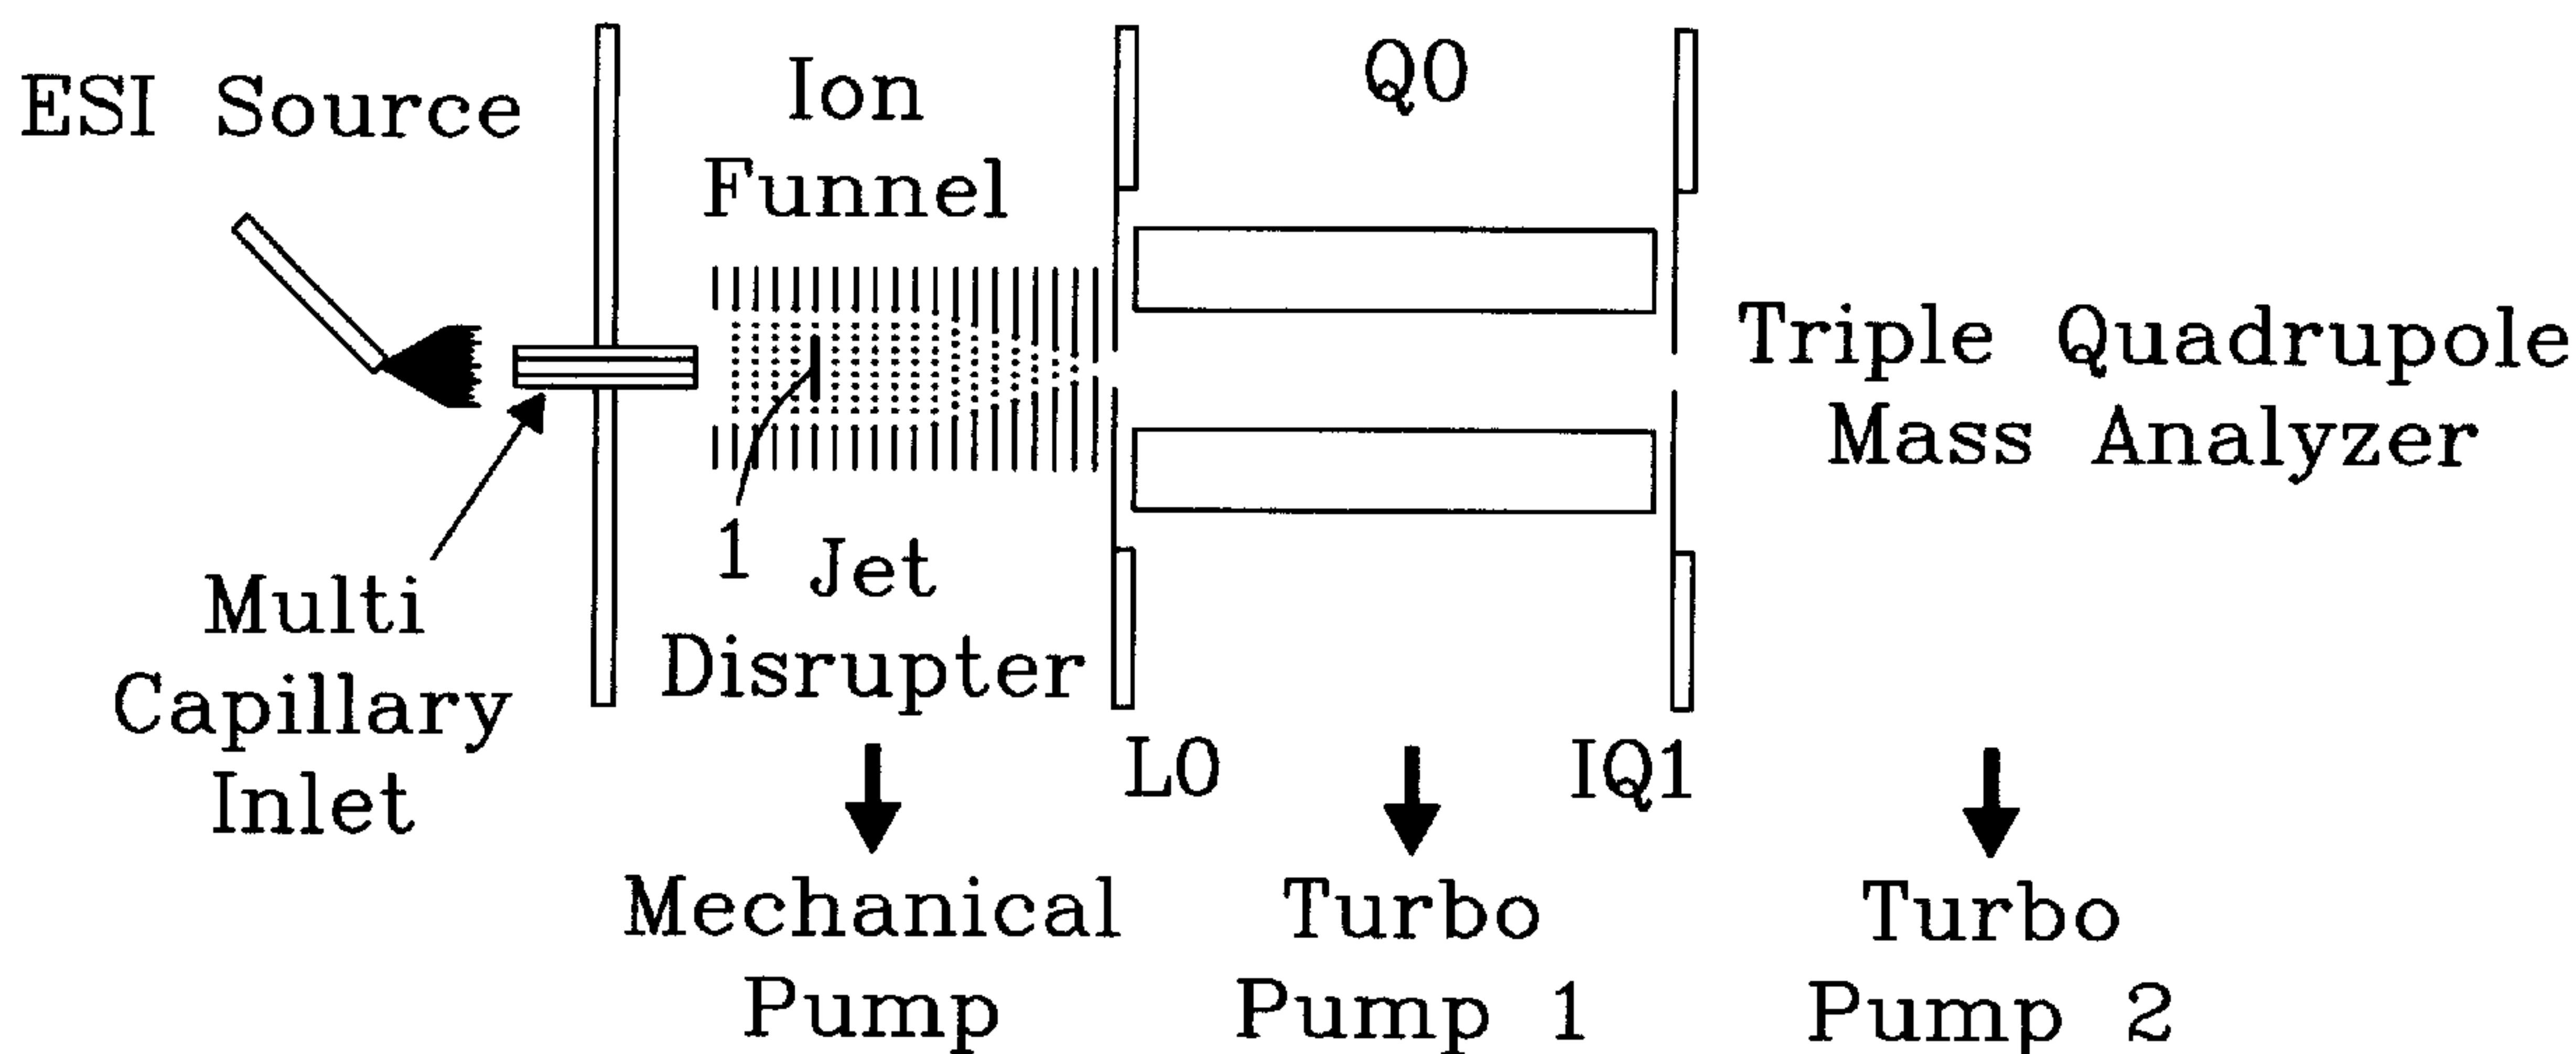 ESI Source
Ion
Funnel
Q0
Triple Quadrupole
Mass Analyzer
1
Jet
Disrupter
Multi
Capillary
Inlet
L0
IQ1
Mechanical
Pump
Turbo
Pump 1
Turbo
Pump 2